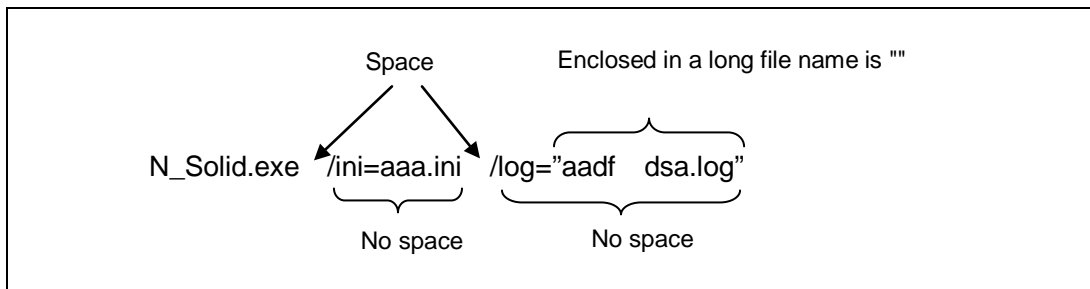 Space
Enclosed in a long file name is ""
N_Solid.exe /ini=aaa.ini /log=”aadf dsa.log”
No space
No space